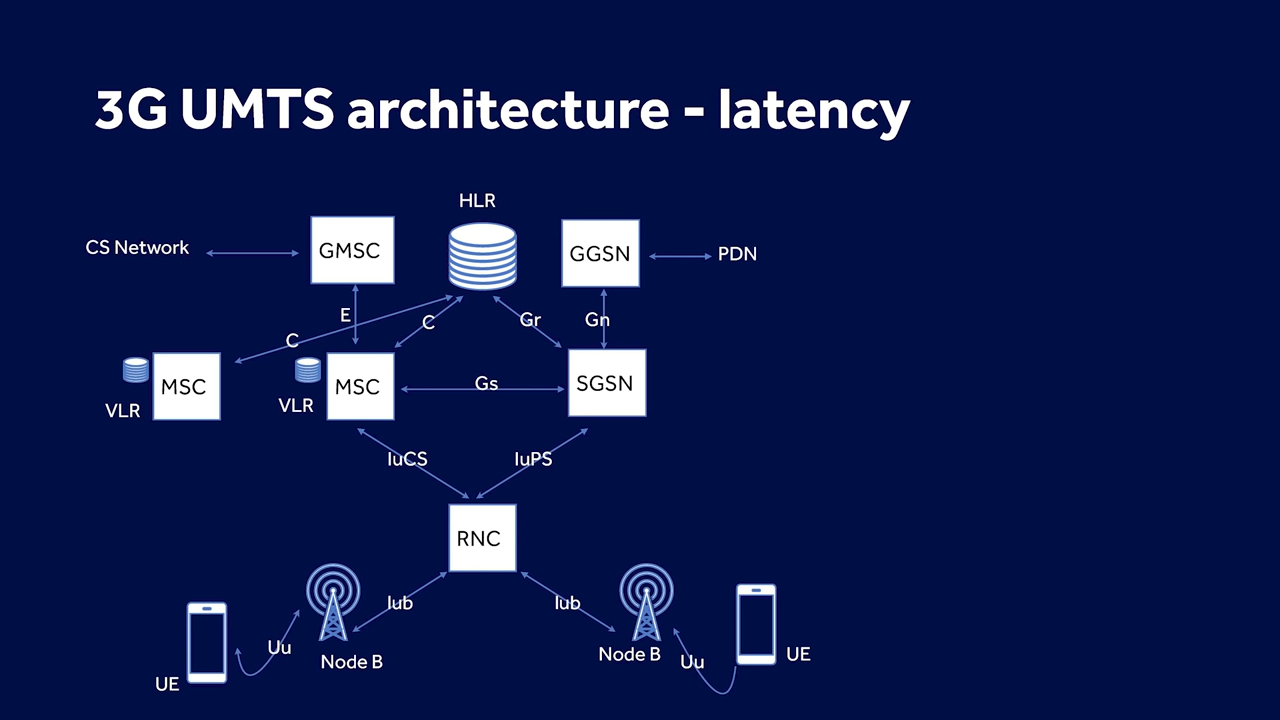 3G UMTS architecture - latency
HLR
CS Network
GMSC
GGSN
PDN
E
C
C
Gr
Gn
MSC
VLR
MSC
VLR
Gs
SGSN
IuCS
IuPS
RNC
Iub
Iub
Uu
Node B
UE
Node B
Uu
UE